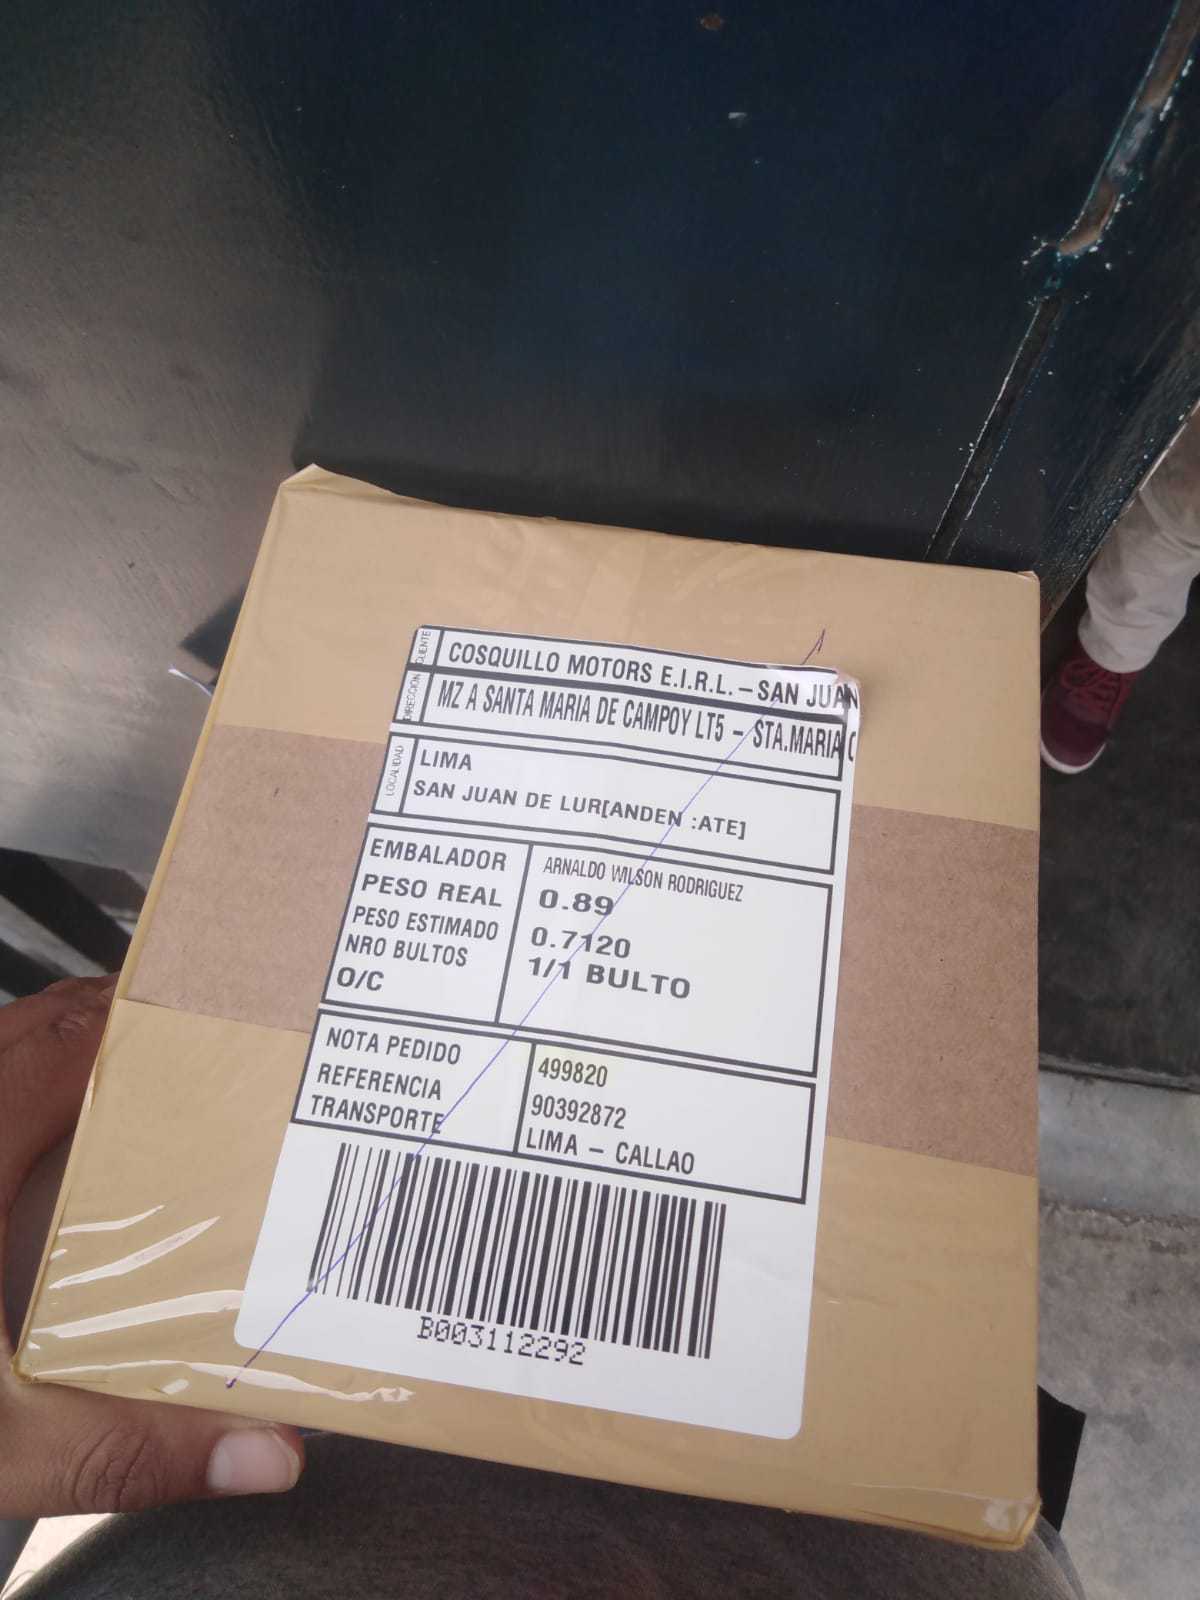 CLIENTE COSQUILLO MOTORS E.I.R.L. – SAN JUAN
DIRECCIÓN MZ A SANTA MARIA DE CAMPOY LT5 – STA.MARIA
LOCALIDAD LIMA
SAN JUAN DE LUR[ANDEN :ATE]
EMBALADOR ARNALDO WILSON RODRIGUEZ
PESO REAL 0.89
PESO ESTIMADO 0.7120
NRO BULTOS 1/1 BULTO
O/C
NOTA PEDIDO 499820
REFERENCIA 90392872
TRANSPORTE LIMA – CALLAO
B003112292